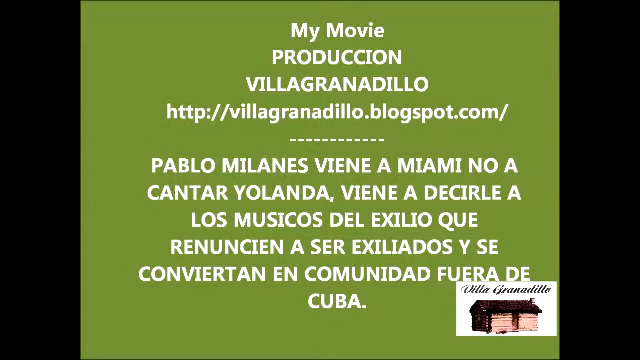 My Movie
PRODUCCION
VILLAGRANADILLO
http://villagranadillo.blogspot.com/
------------
PABLO MILANES VIENE A MIAMI NO A
CANTAR YOLANDA, VIENE A DECIRLE A
LOS MUSICOS DEL EXILIO QUE
RENUNCIEN A SER EXILIADOS Y SE
CONVIERTAN EN COMUNIDAD FUERA DE
CUBA.
Villa Granadillo